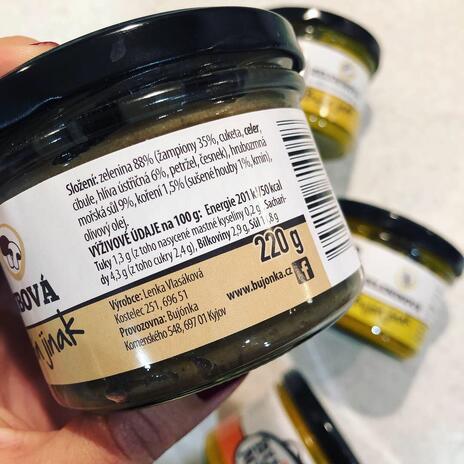 Složení: zelenina 88% (žampiony 35%, cuketa, celer,
cibule, hlíva ústřičná 6%, petržel, česnek), hrubozrnná
mořská sůl 9%, koření 1,5% (sušené houby 1%, kmín),
olivový olej.
VÝŽIVOVÉ ÚDAJE na 100 g: Energie 201 kJ/50 kcal
Tuky 1,3 g (z toho nasycené mastné kyseliny 0,2 g Sachari-
dy 4,3 g (z toho cukry 2,4 g), Bílkoviny 2,9 g, Sůl 11,8 g
220 g
BOVÁ
jinak
Výrobce: Lenka Vlasáková
Kostelec 251, 696 51
Provozovna: Bujónka
Komenského 548, 697 01 Kyjov
www.bujonka.cz
f